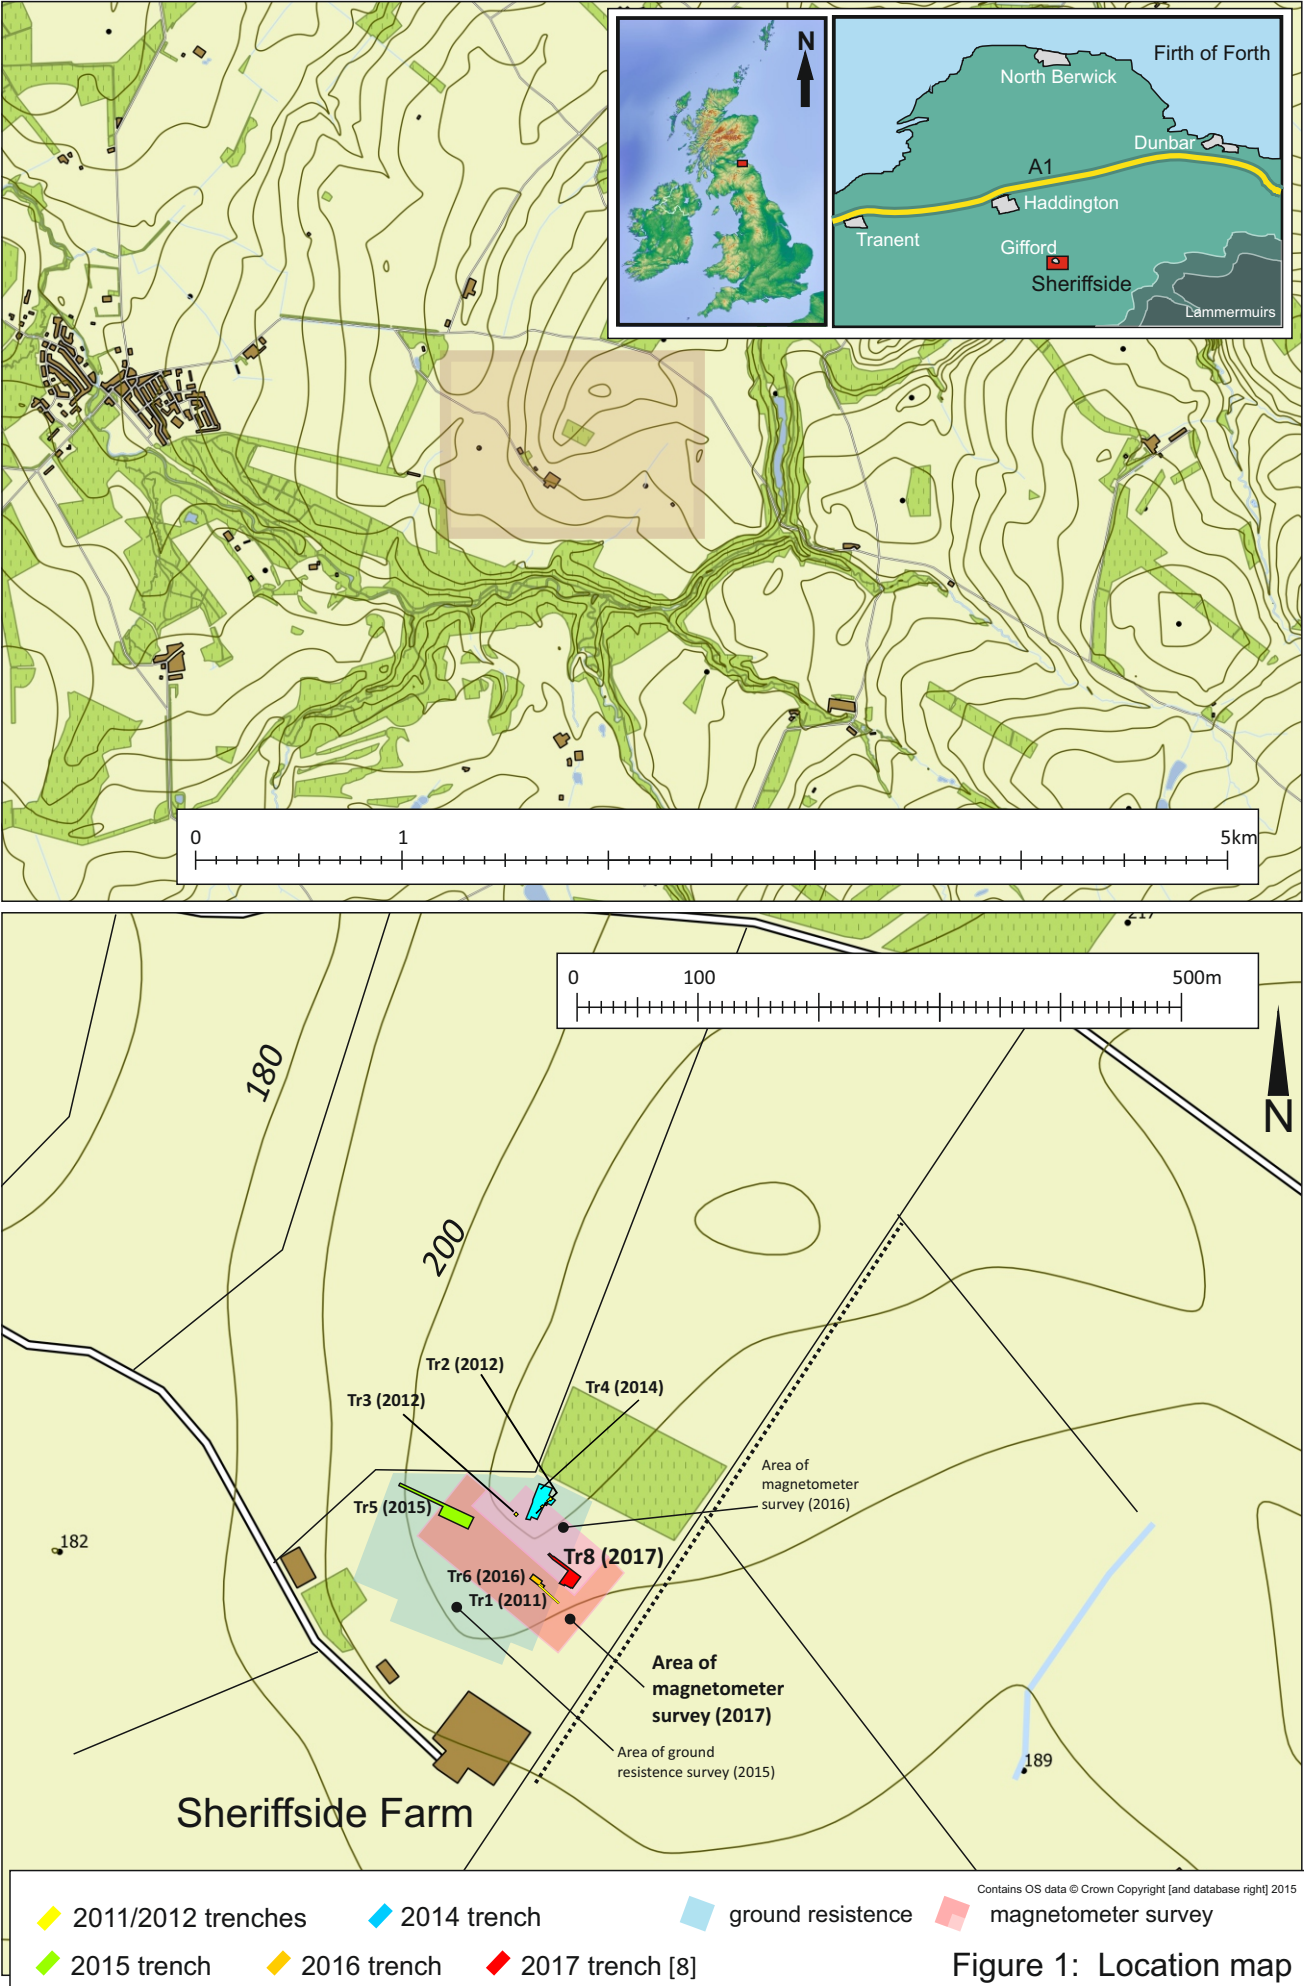 N
Firth of Forth
North Berwick
Dunbar
A1
Haddington
Tranent
Gifford
Sheriffside
Lammermuirs
0 1 5km
217
0 100 500m
180
N
200
Tr2 (2012)
Tr4 (2014)
Tr3 (2012)
Area of
magnetometer
survey (2016)
Tr5 (2015)
182
Tr8 (2017)
Tr6 (2016)
Tr1 (2011)
Area of
magnetometer
survey (2017)
Area of ground
resistence survey (2015)
189
Sheriffside Farm
Contains OS data © Crown Copyright [and database right] 2015
2011/2012 trenches
2014 trench
ground resistence
magnetometer survey
2015 trench
2016 trench
2017 trench [8]
Figure 1: Location map